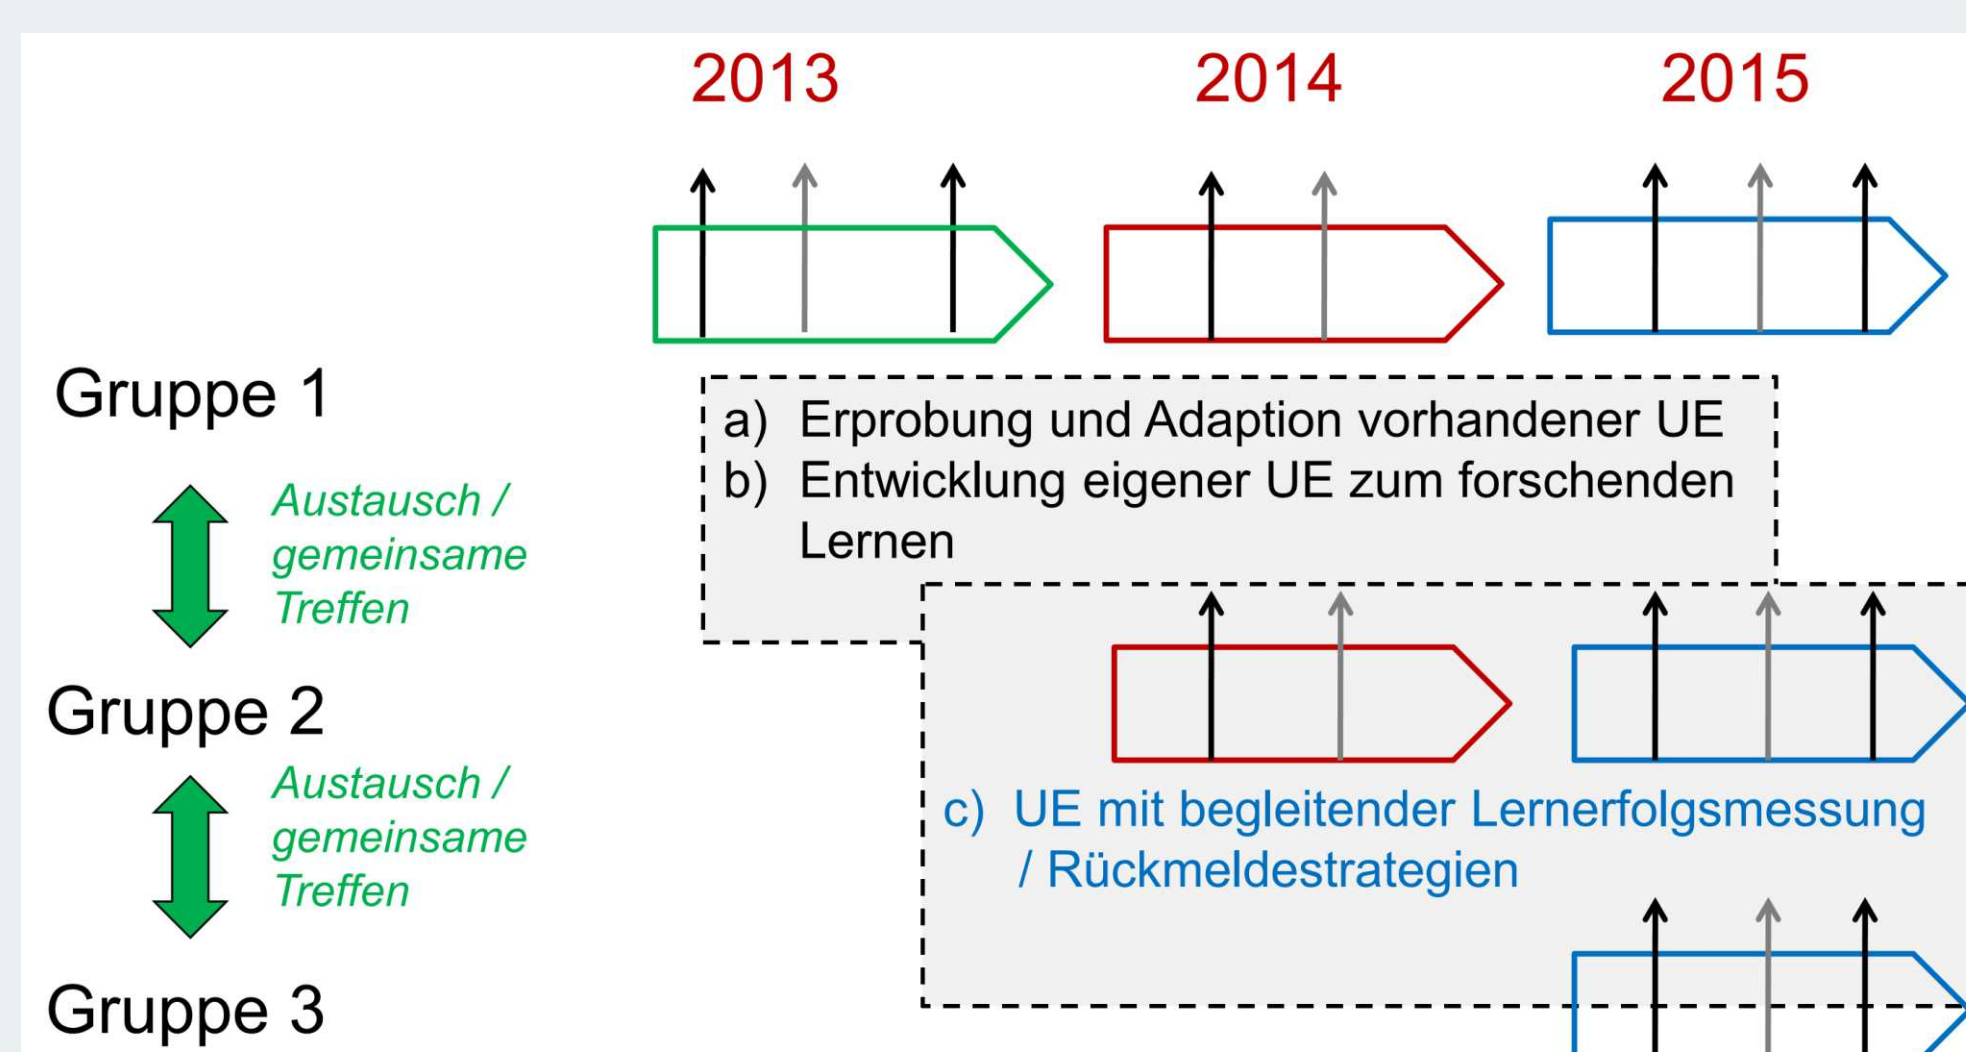 2013 2014 2015
Gruppe 1
a) Erprobung und Adaption vorhandener UE
b) Entwicklung eigener UE zum forschenden
Lernen
Austausch /
gemeinsame
Treffen
Gruppe 2
Austausch /
gemeinsame
Treffen
c) UE mit begleitender Lernerfolgsmessung
/ Rückmeldestrategien
Gruppe 3